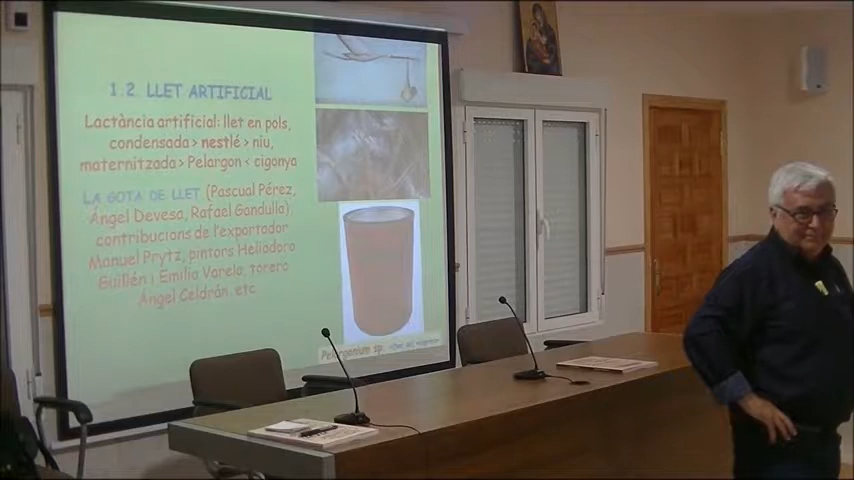 1.2. LLET ARTIFICIAL
Lactància artificial: llet en pols,
condensada > nestlé > niu,
maternitzada > Pelargon < cigonya
LA GOTA DE LLET (Pascual Pérez,
Ángel Devesa, Rafael Gandulla),
contribucions de l'exportador
Manuel Prytz, pintors Heliodoro
Guillén i Emilio Varela, torero
Ángel Celdrán... etc
Pelargonium sp.